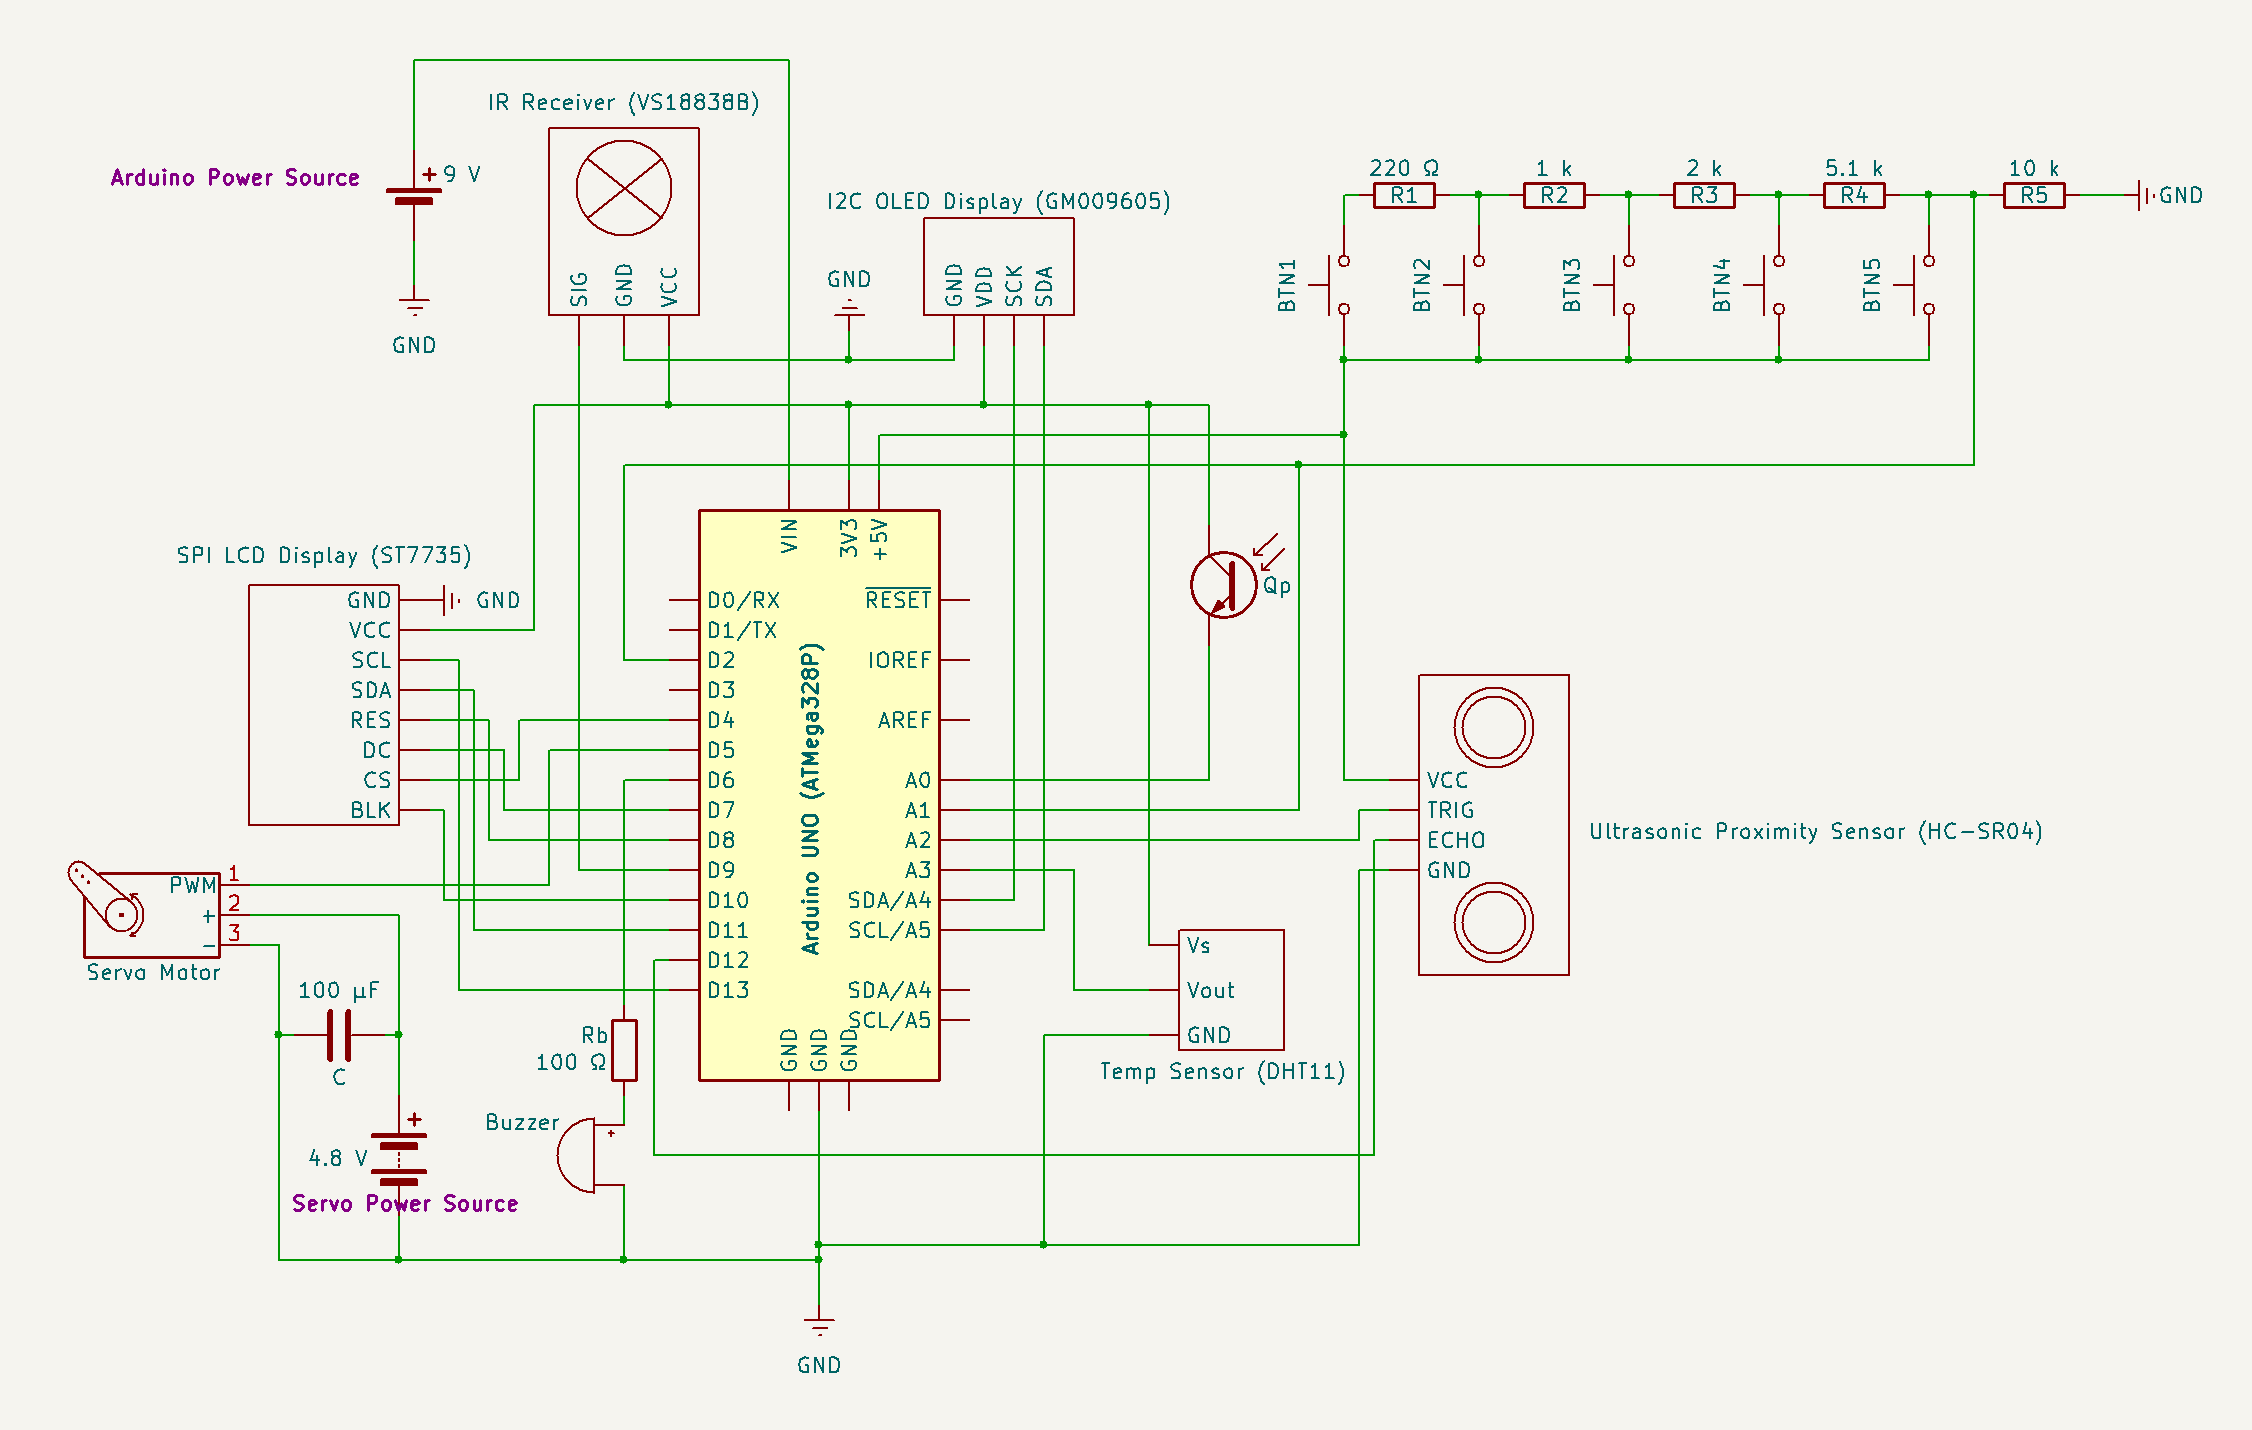 IR Receiver (VS18838B)
SIG
GND
VCC
Arduino Power Source
+ 9 V
GND
I2C OLED Display (GM009605)
GND
VDD
SCK
SDA
GND
220 Ω
R1
1 k
R2
2 k
R3
5.1 k
R4
10 k
R5
GND
BTN1
BTN2
BTN3
BTN4
BTN5
SPI LCD Display (ST7735)
GND
VCC
SCL
SDA
RES
DC
CS
BLK
GND
VIN
3V3
+5V
D0/RX
D1/TX
D2
D3
D4
D5
D6
D7
D8
D9
D10
D11
D12
D13
Arduino UNO (ATMega328P)
RESET
IOREF
AREF
A0
A1
A2
A3
SDA/A4
SCL/A5
SDA/A4
SCL/A5
GND
GND
GND
Qp
VCC
TRIG
ECHO
GND
Ultrasonic Proximity Sensor (HC-SR04)
PWM 1
+ 2
- 3
Servo Motor
100 µF
C
+
4.8 V
Servo Power Source
Rb
100 Ω
Buzzer
+
Vs
Vout
GND
Temp Sensor (DHT11)
GND